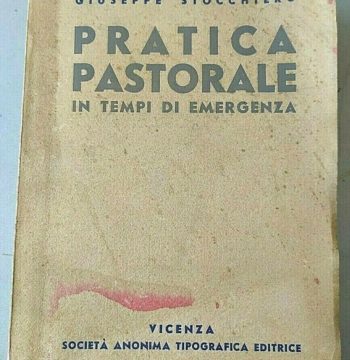 GIUSEPPE STOCCHIERO
PRATICA
PASTORALE
IN TEMPI DI EMERGENZA
VICENZA
SOCIETÀ ANONIMA TIPOGRAFICA EDITRICE